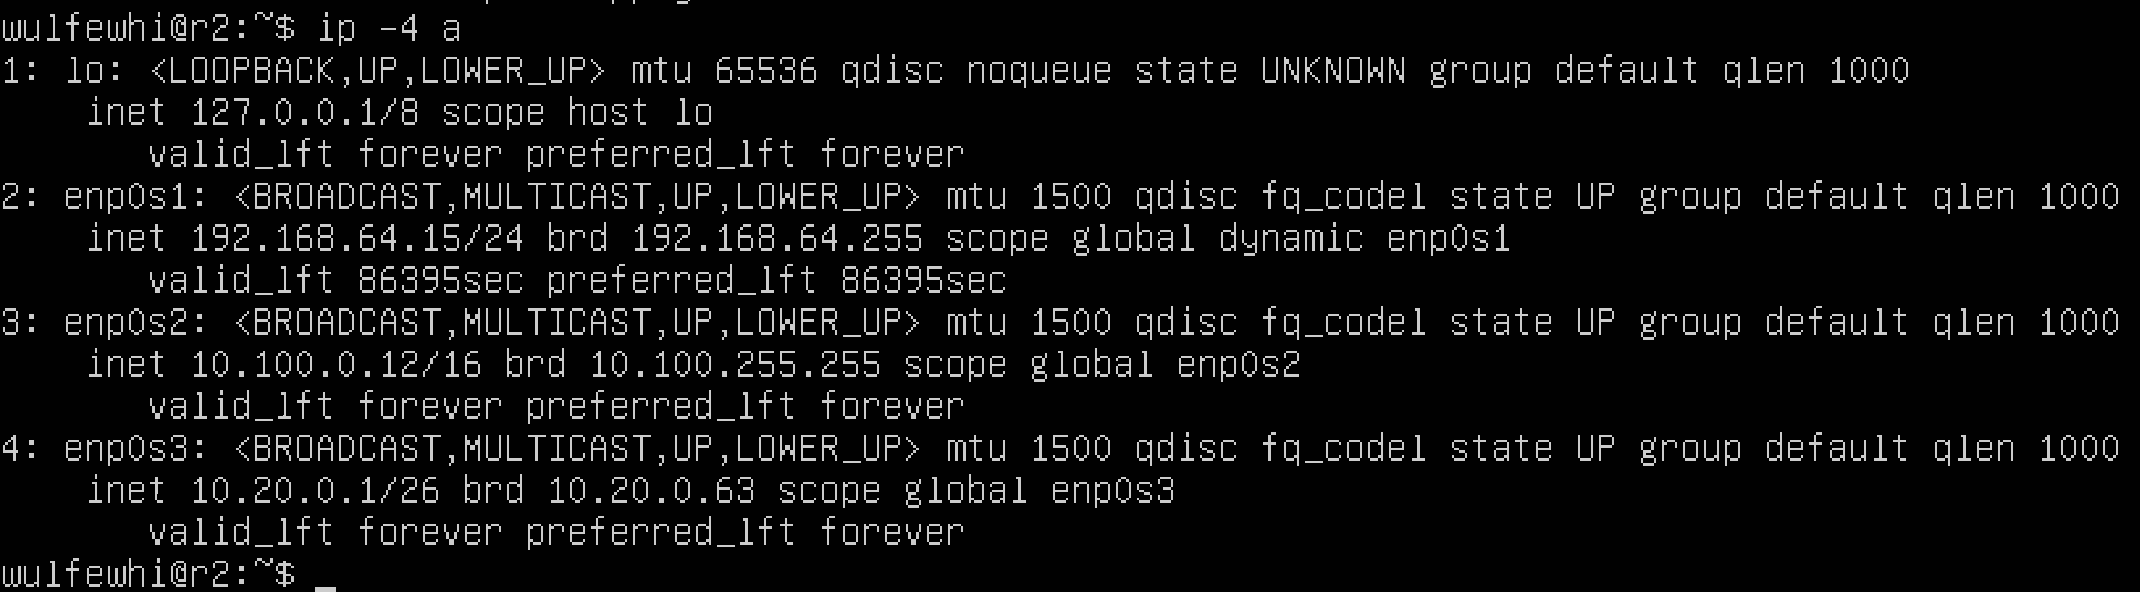 wulfewhi@r2:~$ ip -4 a
1: lo: <LOOPBACK,UP,LOWER_UP> mtu 65536 qdisc noqueue state UNKNOWN group default qlen 1000
    inet 127.0.0.1/8 scope host lo
       valid_lft forever preferred_lft forever
2: enp0s1: <BROADCAST,MULTICAST,UP,LOWER_UP> mtu 1500 qdisc fq_codel state UP group default qlen 1000
    inet 192.168.64.15/24 brd 192.168.64.255 scope global dynamic enp0s1
       valid_lft 86395sec preferred_lft 86395sec
3: enp0s2: <BROADCAST,MULTICAST,UP,LOWER_UP> mtu 1500 qdisc fq_codel state UP group default qlen 1000
    inet 10.100.0.12/16 brd 10.100.255.255 scope global enp0s2
       valid_lft forever preferred_lft forever
4: enp0s3: <BROADCAST,MULTICAST,UP,LOWER_UP> mtu 1500 qdisc fq_codel state UP group default qlen 1000
    inet 10.20.0.1/26 brd 10.20.0.63 scope global enp0s3
       valid_lft forever preferred_lft forever
wulfewhi@r2:~$